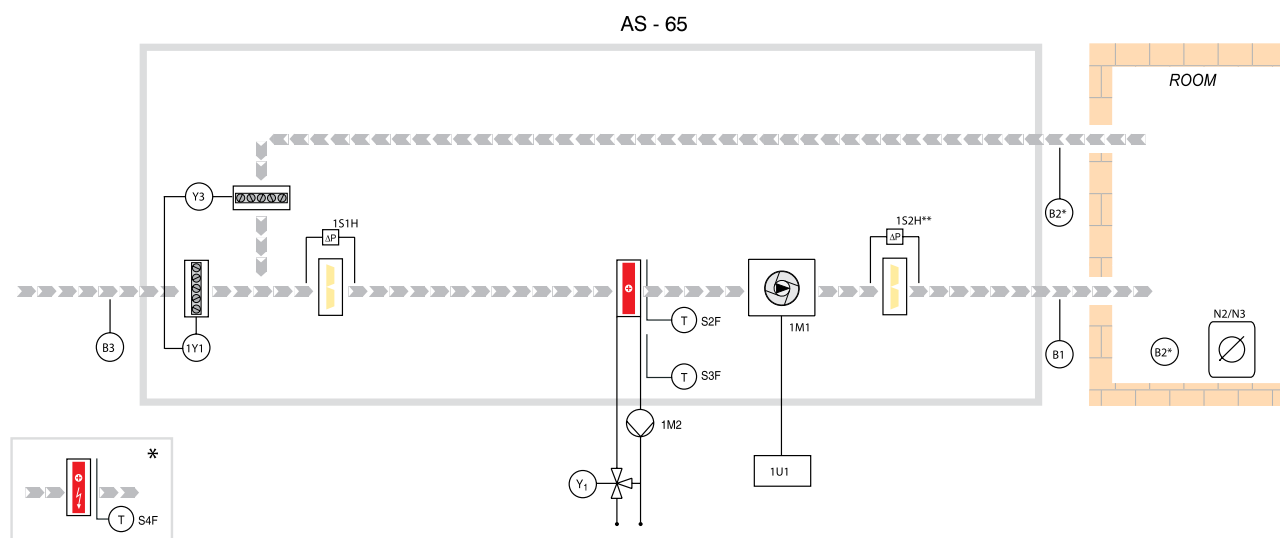 AS - 65
ROOM
Y3
1S1H
ΔP
1S2H**
ΔP
B2*
B3
1Y1
T
S2F
1M1
T
S3F
B1
B2*
N2/N3
1M2
1U1
Y1
*
T
S4F